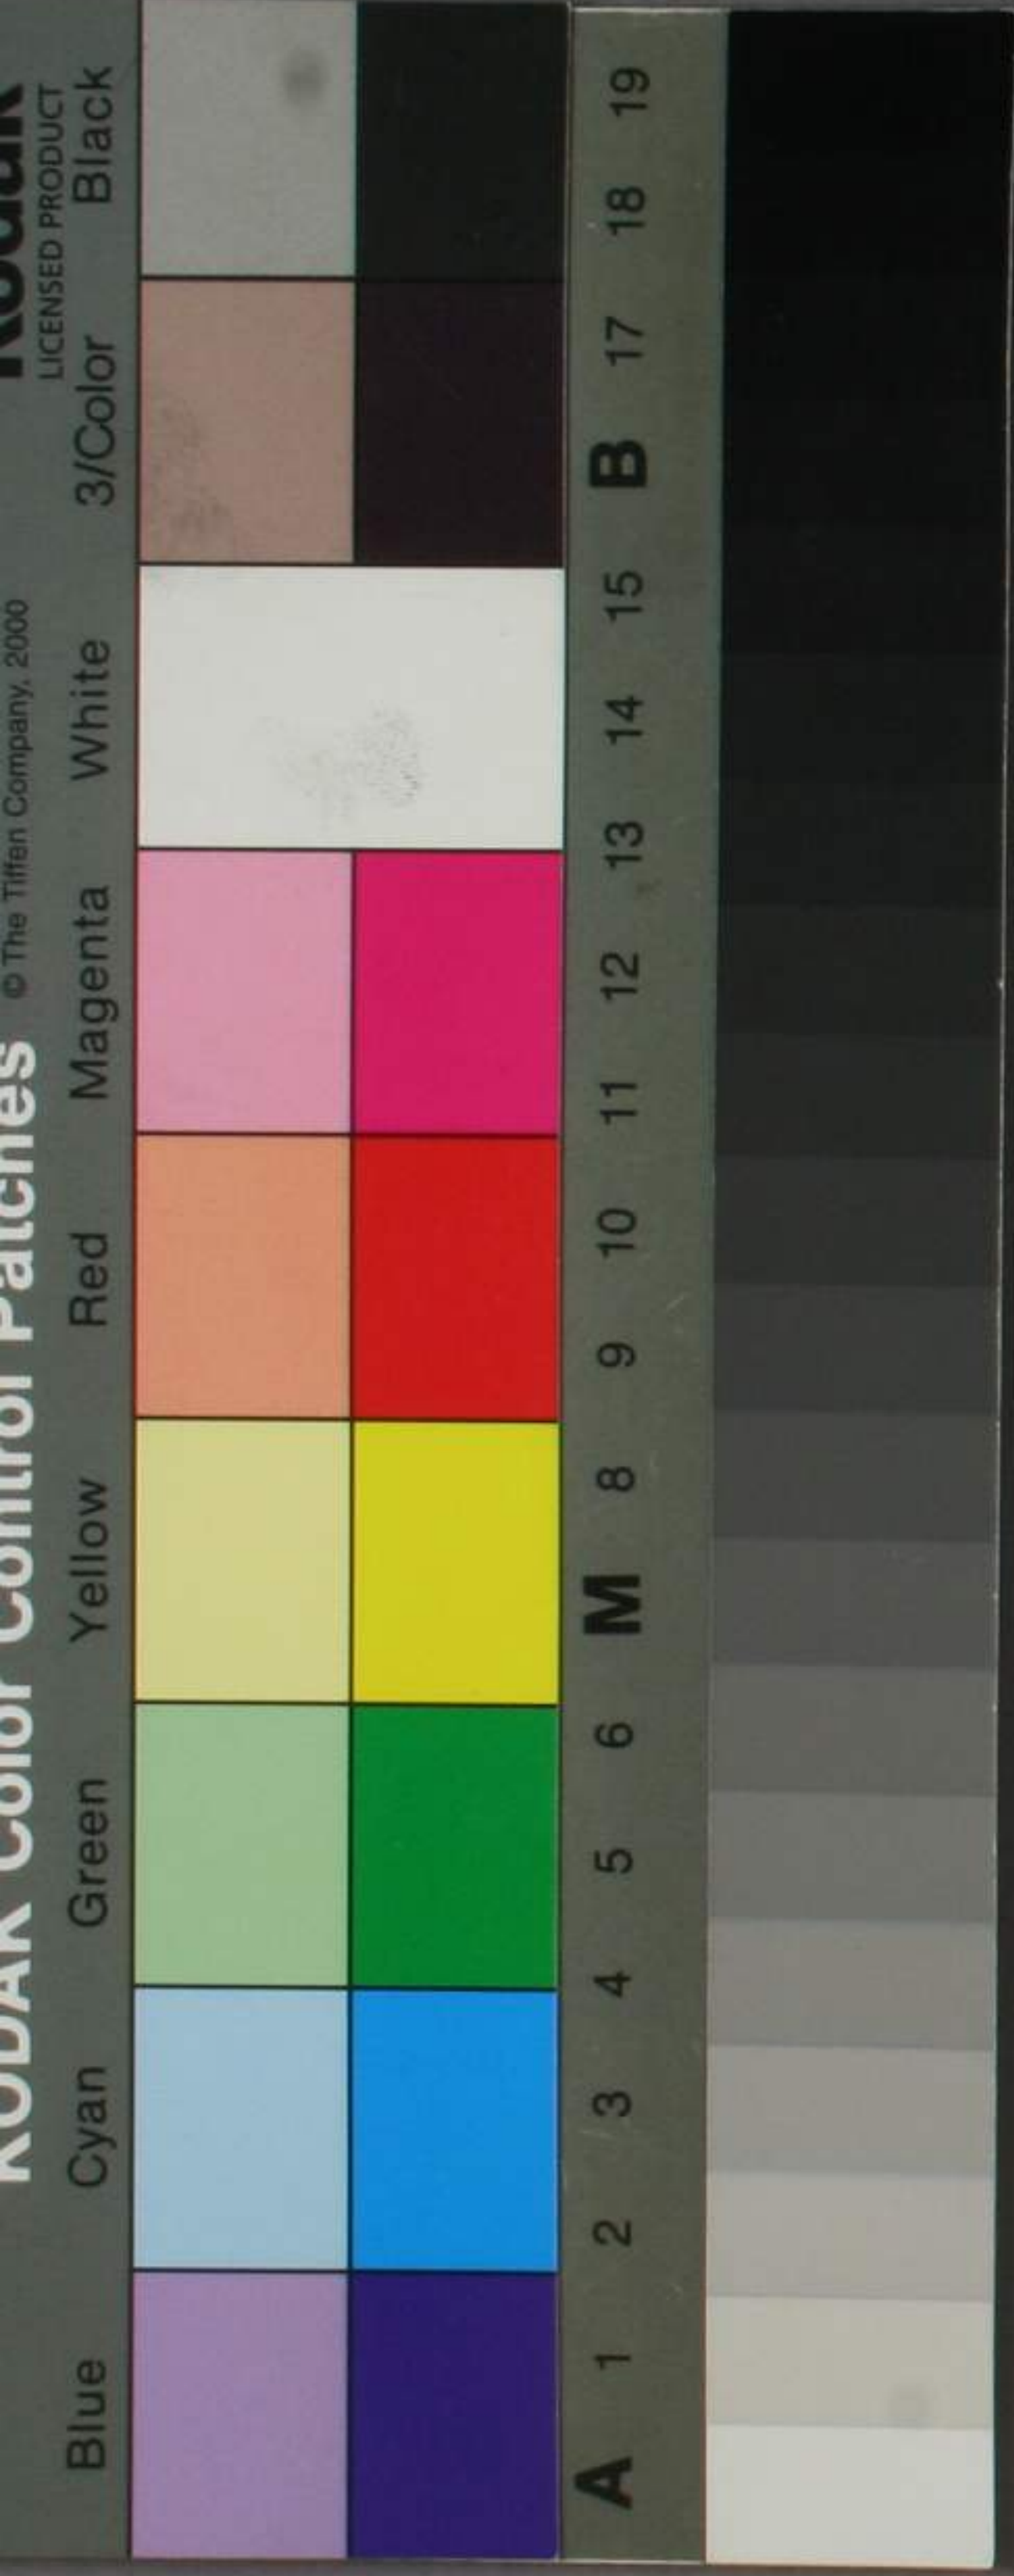 KODAK Color Control Patches © The Tiffen Company, 2000 Kodak
LICENSED PRODUCT
Blue Cyan Green Yellow Red Magenta White 3/Color Black
A 1 2 3 4 5 6 M 8 9 10 11 12 13 14 15 B 17 18 19